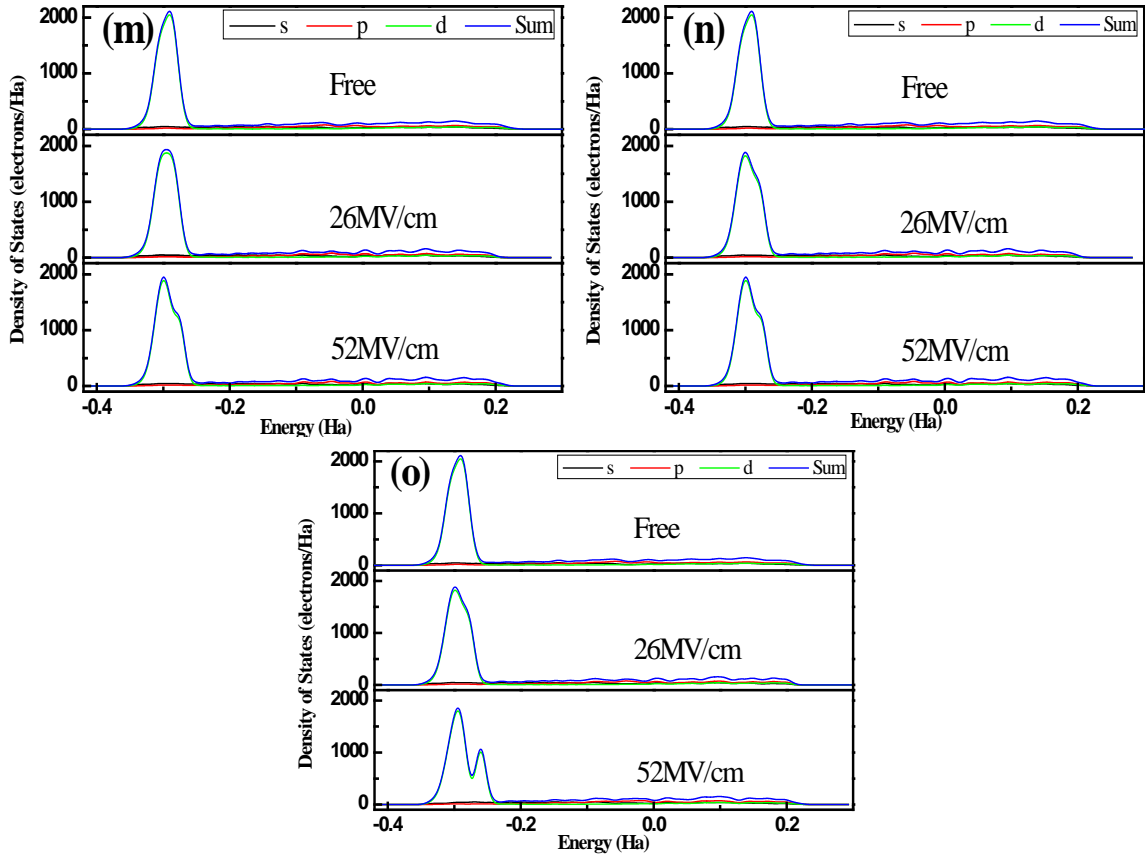 (m)
s p d Sum
2000
1000
0
Free
2000
1000
0
26MV/cm
2000
1000
0
52MV/cm
Density of States (electrons/Ha)
-0.4 -0.2 0.0 0.2
Energy (Ha)
(n)
s p d Sum
2000
1000
0
Free
2000
1000
0
26MV/cm
2000
1000
0
52MV/cm
Density of States (electrons/Ha)
-0.4 -0.2 0.0 0.2
Energy (Ha)
(o)
s p d Sum
2000
1000
0
Free
2000
1000
0
26MV/cm
2000
1000
0
52MV/cm
Density of States (electrons/Ha)
-0.4 -0.2 0.0 0.2
Energy (Ha)